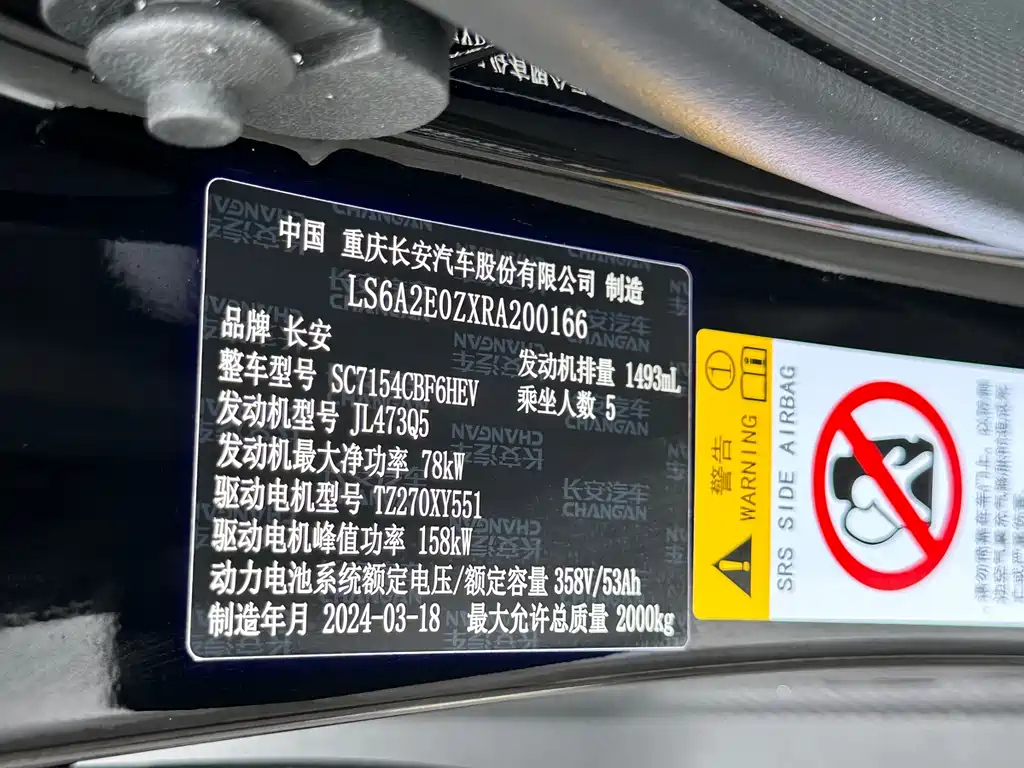 中国 重庆长安汽车股份有限公司 制造
LS6A2E0ZXRA200166
品牌 长安
整车型号 SC7154CBF6HEV
发动机排量 1493mL
发动机型号 JL473Q5
乘坐人数 5
发动机最大净功率 78kW
驱动电机型号 TZ270XY551
驱动电机峰值功率 158kW
动力电池系统额定电压/额定容量 358V/53Ah
制造年月 2024-03-18 最大允许总质量 2000kg
长安汽车
CHANGAN
警告
WARNING
SRS SIDE AIRBAG